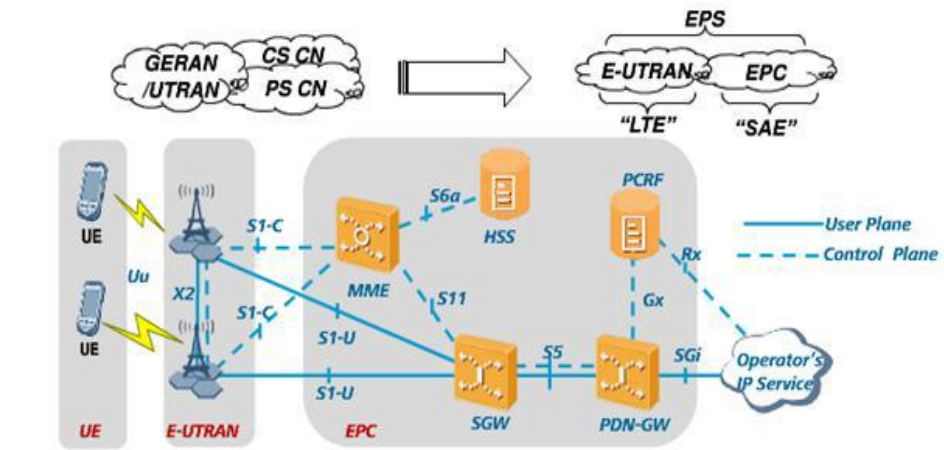 EPS
GERAN
/UTRAN
CS CN
PS CN
E-UTRAN
EPC
“LTE”
“SAE”
UE
Uu
UE
X2
S1-C
S1-C
S1-U
S1-U
MME
S6a
HSS
S11
SGW
S5
PCRF
Gx
Rx
PDN-GW
SGi
Operator's
IP Service
User Plane
Control Plane
UE
E-UTRAN
EPC